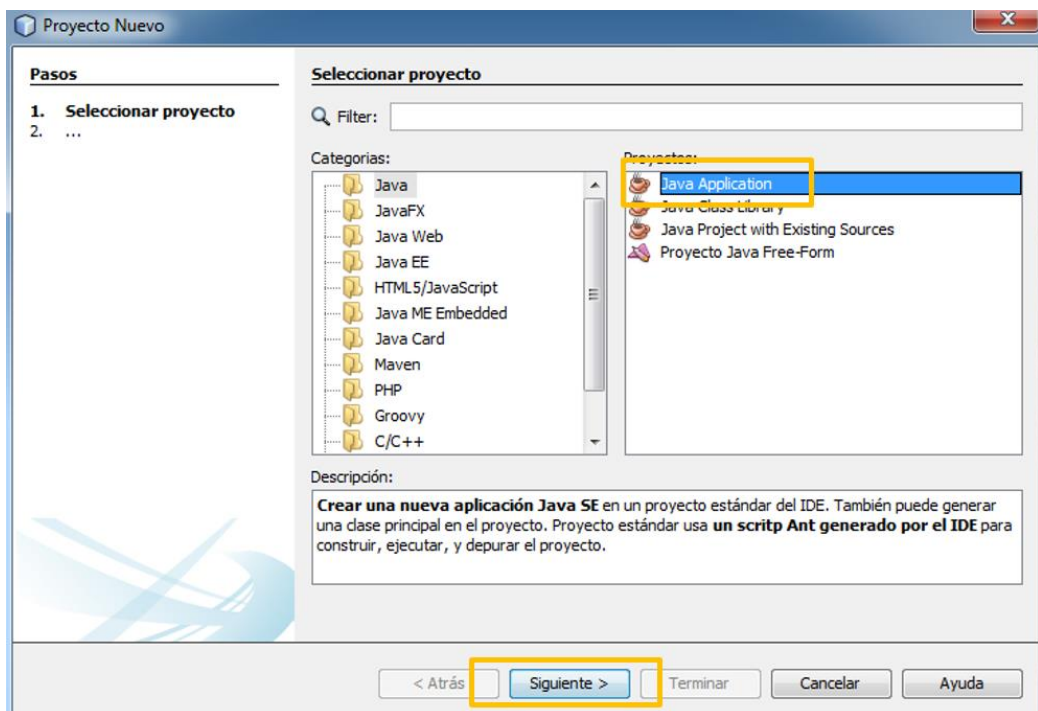 Proyecto Nuevo
Pasos
1. Seleccionar proyecto
2. ...
Seleccionar proyecto
Filter:
Categorias:
Java
JavaFX
Java Web
Java EE
HTML5/JavaScript
Java ME Embedded
Java Card
Maven
PHP
Groovy
C/C++
Proyectos:
Java Application
Java Class Library
Java Project with Existing Sources
Proyecto Java Free-Form
Descripción:
Crear una nueva aplicación Java SE en un proyecto estándar del IDE. También puede generar
una clase principal en el proyecto. Proyecto estándar usa un scritp Ant generado por el IDE para
construir, ejecutar, y depurar el proyecto.
< Atrás
Siguiente >
Terminar
Cancelar
Ayuda